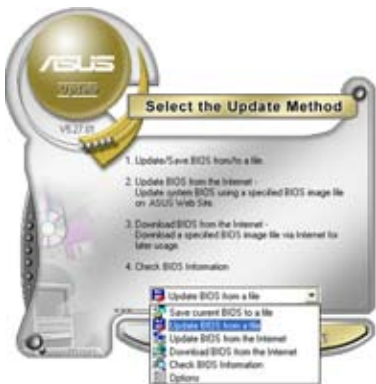 ASUS
Update
V5.27.01
Select the Update Method
1. Update/Save BIOS from/to a file
2. Update BIOS from the Internet -
Update system BIOS using a specified BIOS image file
on ASUS Web Site.
3. Download BIOS from the Internet -
Download a specified BIOS image file via Internet for
later usage.
4. Check BIOS Information
Update BIOS from a file
Save current BIOS to a file
Update BIOS from a file
Update BIOS from the Internet
Download BIOS from the Internet
Check BIOS Information
Options